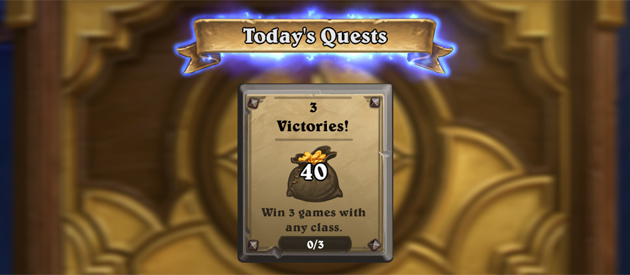 Today's Quests
3
Victories!
40
Win 3 games with
any class.
0/3